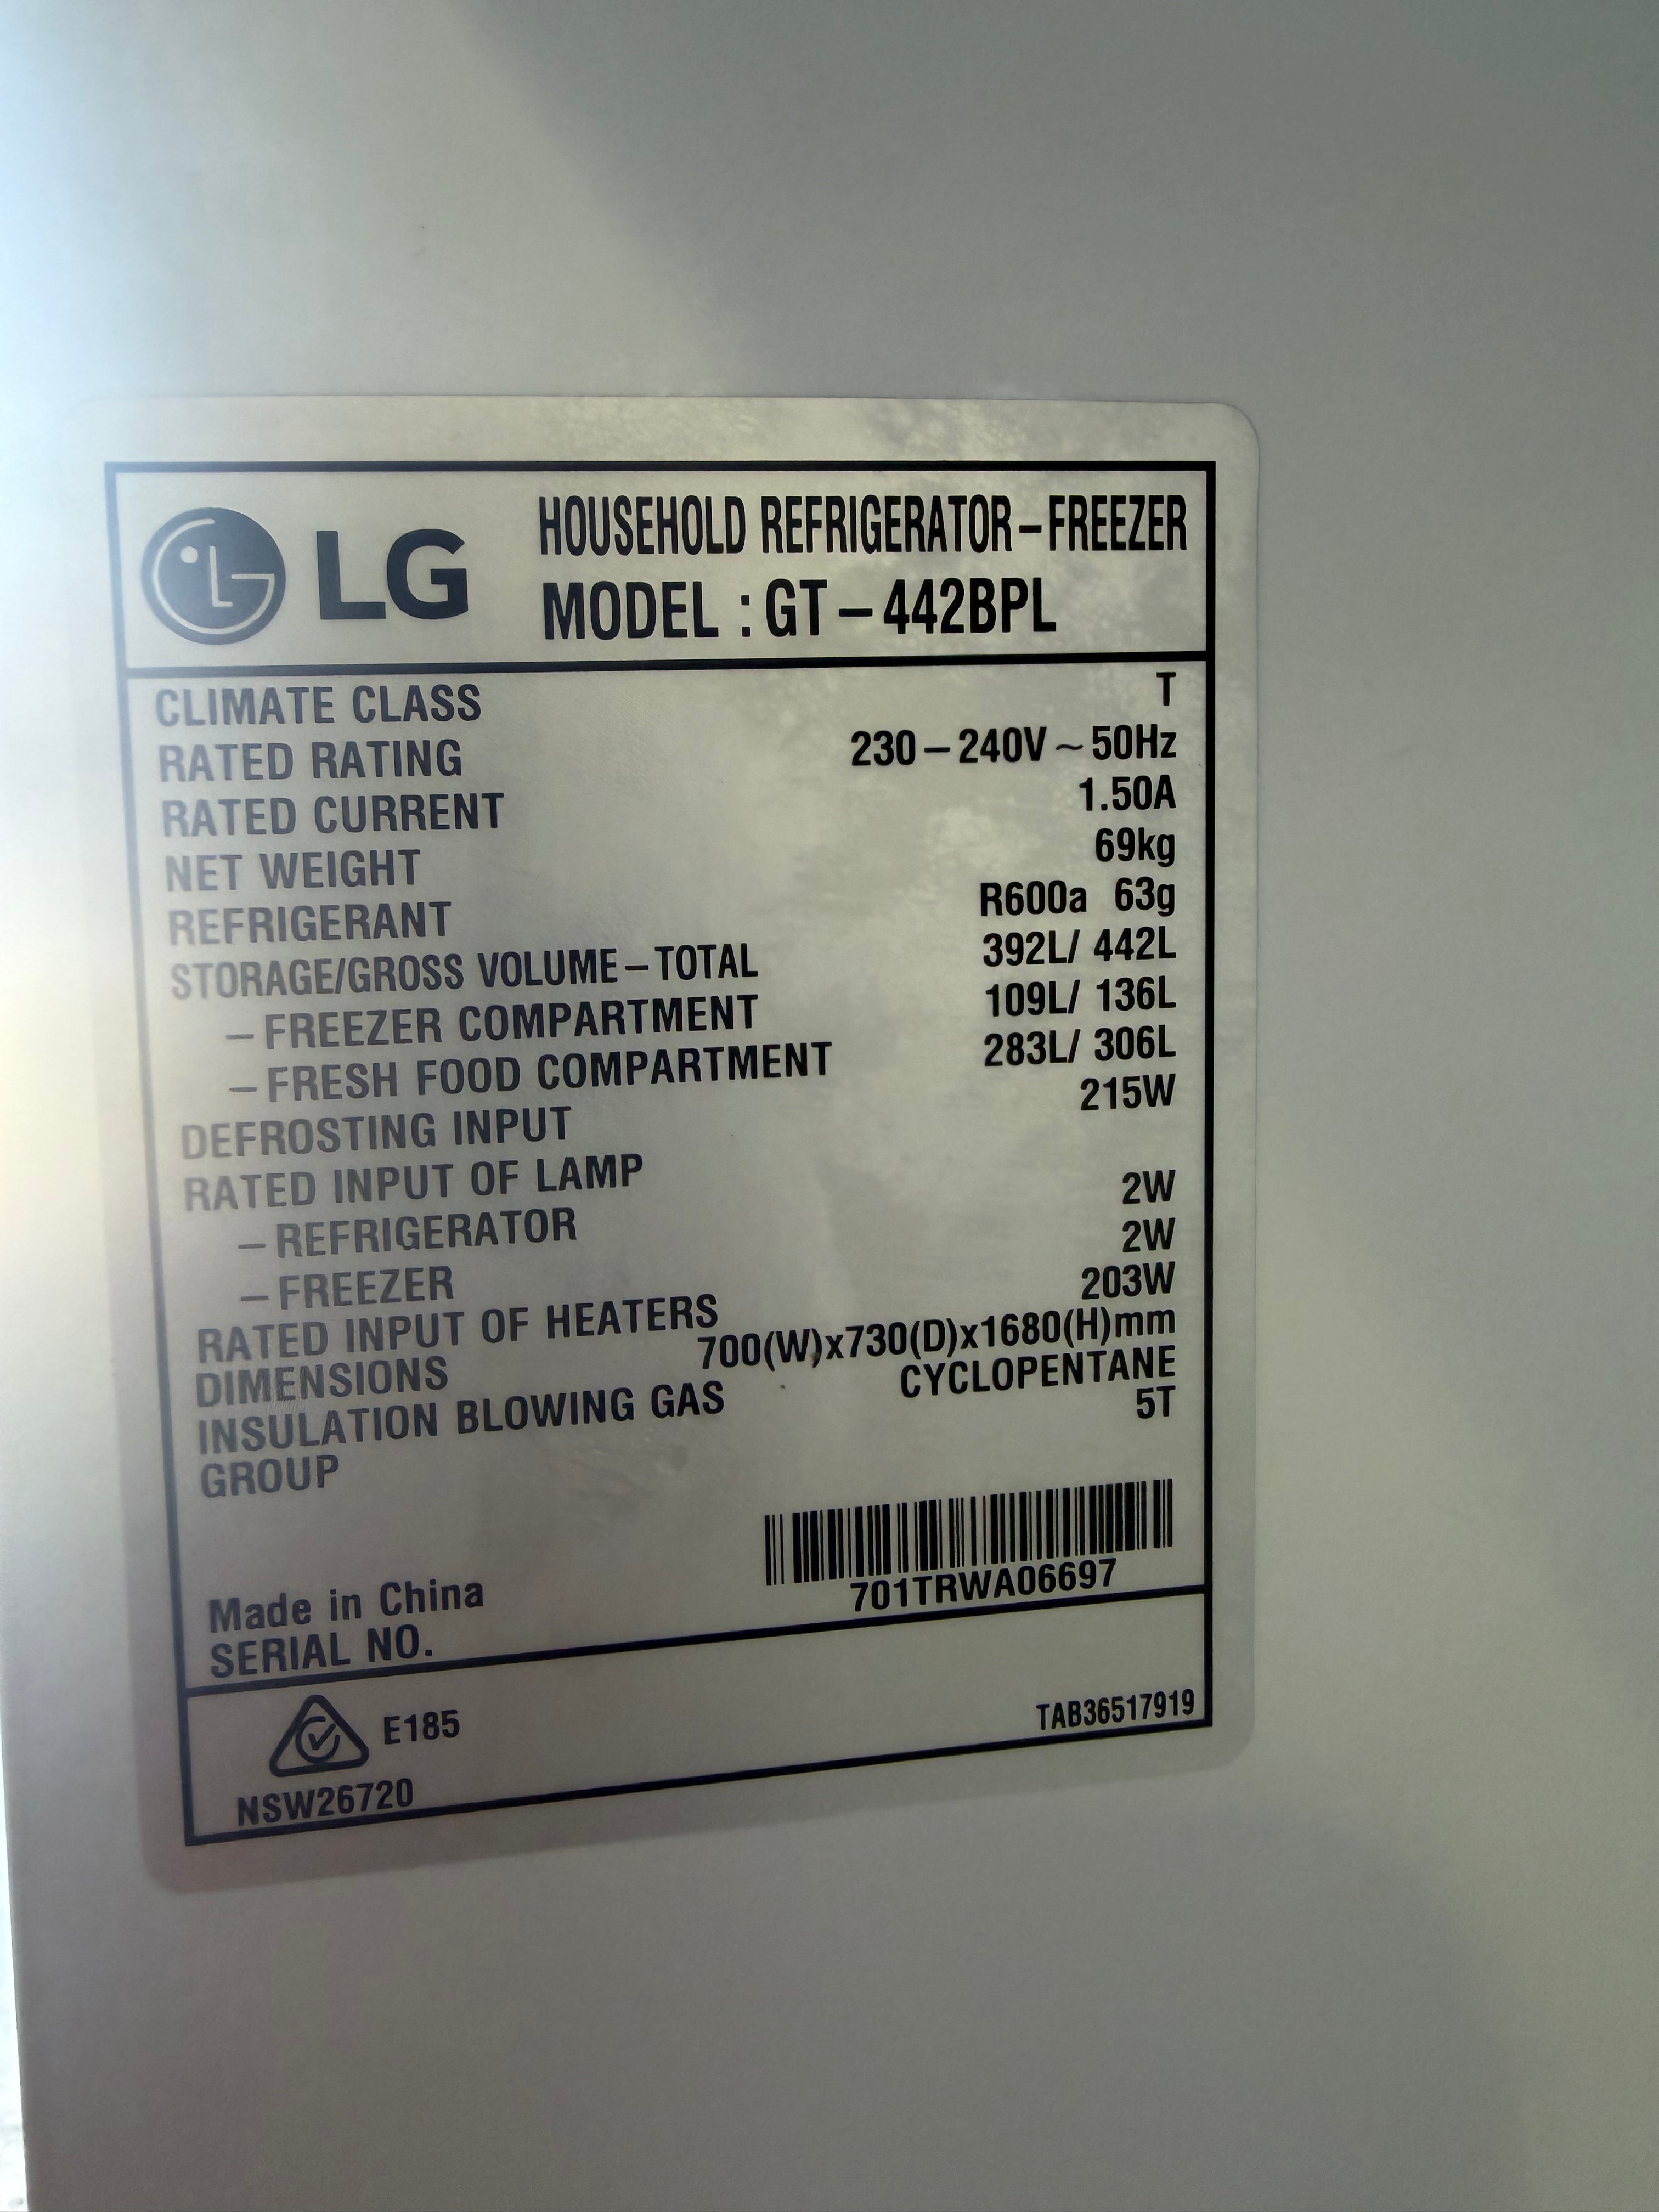 LG HOUSEHOLD REFRIGERATOR–FREEZER
MODEL : GT–442BPL
CLIMATE CLASS T
RATED RATING 230–240V ~ 50Hz
RATED CURRENT 1.50A
NET WEIGHT 69kg
REFRIGERANT R600a 63g
STORAGE/GROSS VOLUME–TOTAL 392L/ 442L
– FREEZER COMPARTMENT 109L/ 136L
– FRESH FOOD COMPARTMENT 283L/ 306L
DEFROSTING INPUT 215W
RATED INPUT OF LAMP
– REFRIGERATOR 2W
– FREEZER 2W
RATED INPUT OF HEATERS 203W
DIMENSIONS 700(W)x730(D)x1680(H)mm
INSULATION BLOWING GAS CYCLOPENTANE
GROUP 5T
Made in China
SERIAL NO. 701TRWA06697
E185
NSW26720
TAB36517919